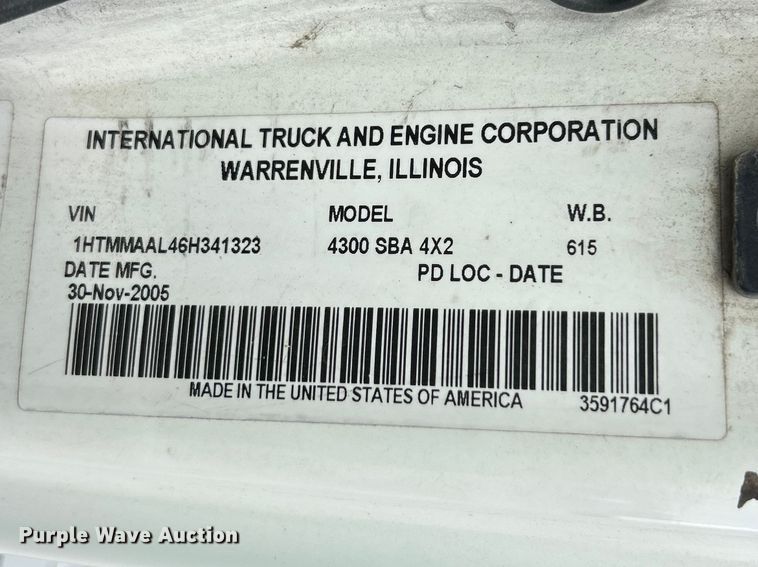 INTERNATIONAL TRUCK AND ENGINE CORPORATION
WARRENVILLE, ILLINOIS
VIN MODEL W.B.
1HTMMAAL46H341323 4300 SBA 4X2 615
DATE MFG. PD LOC - DATE
30-Nov-2005
MADE IN THE UNITED STATES OF AMERICA 3591764C1
Purple Wave Auction